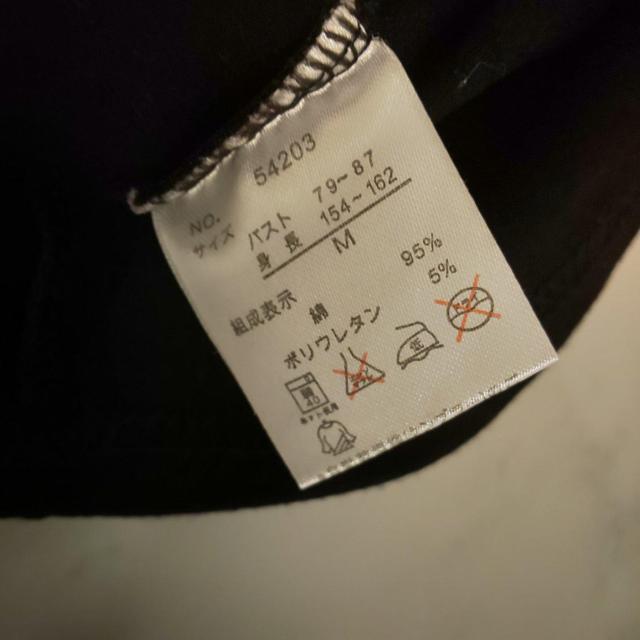 NO. 54203
サイズ バスト 79~87
身長 154~162
M
組成表示
綿 95%
ポリウレタン 5%